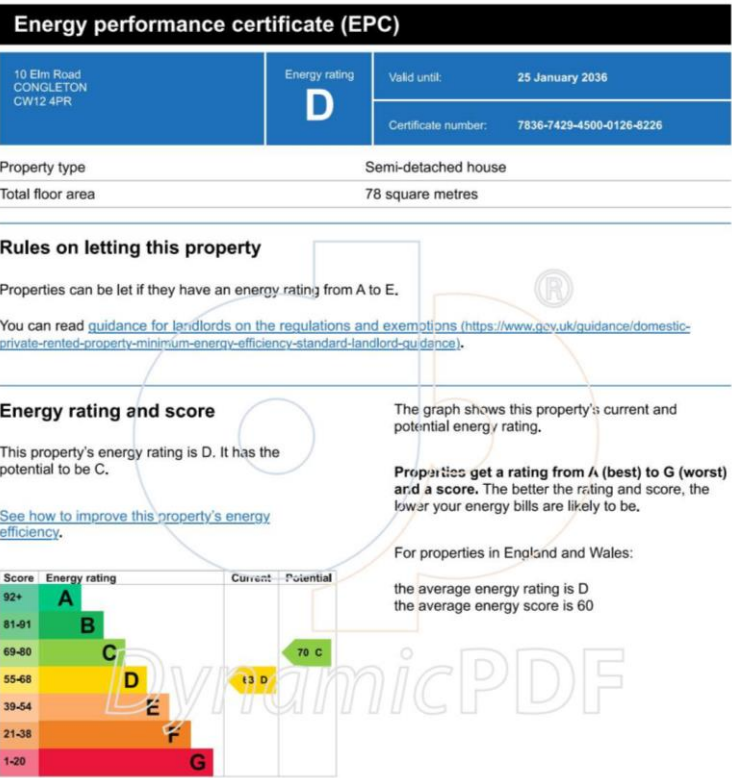 Energy performance certificate (EPC)
10 Elm Road
CONGLETON
CW12 4PR
Energy rating
D
Valid until:
25 January 2036
Certificate number:
7836-7429-4500-0126-8226
Property type
Semi-detached house
Total floor area
78 square metres
Rules on letting this property
Properties can be let if they have an energy rating from A to E.
You can read guidance for landlords on the regulations and exemptions (https://www.gov.uk/guidance/domestic-
private-rented-property-minimum-energy-efficiency-standard-landlord-guidance).
Energy rating and score
This property's energy rating is D. It has the
potential to be C.
See how to improve this property's energy
efficiency.
The graph shows this property's current and
potential energy rating.
Properties get a rating from A (best) to G (worst)
and a score. The better the rating and score, the
lower your energy bills are likely to be.
For properties in England and Wales:
the average energy rating is D
the average energy score is 60
Score Energy rating Current Potential
92+ A
81-91 B
69-80 C 70 C
55-68 D 63 D
39-54 E
21-38 F
1-20 G
DynamicPDF
®